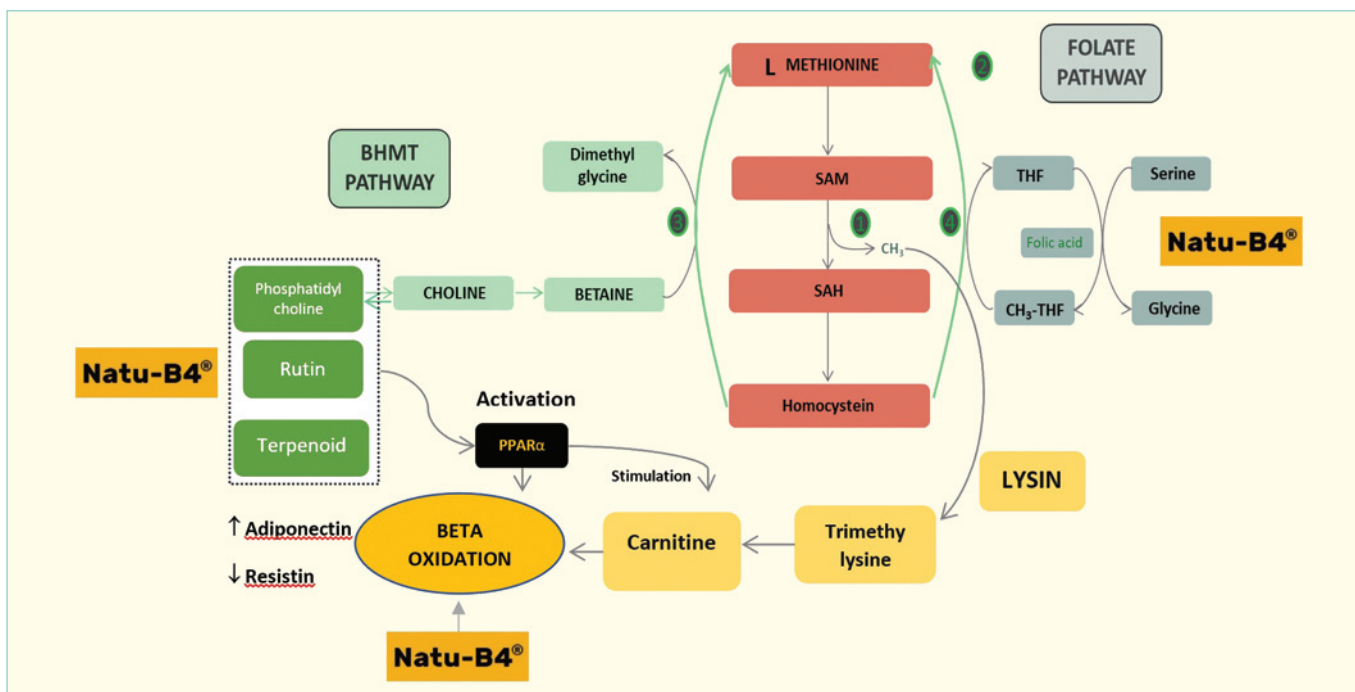 L METHIONINE
2
FOLATE
PATHWAY
BHMT
PATHWAY
Dimethyl
glycine
SAM
THF
Serine
3
1
4
CH₃
Folic acid
Natu-B4®
Phosphatidyl
choline
CHOLINE
BETAINE
SAH
CH₃-THF
Glycine
Natu-B4®
Rutin
Terpenoid
Activation
Homocystein
PPARα
Stimulation
LYSIN
↑ Adiponectin
↓ Resistin
BETA
OXIDATION
Carnitine
Trimethy
lysine
Natu-B4®